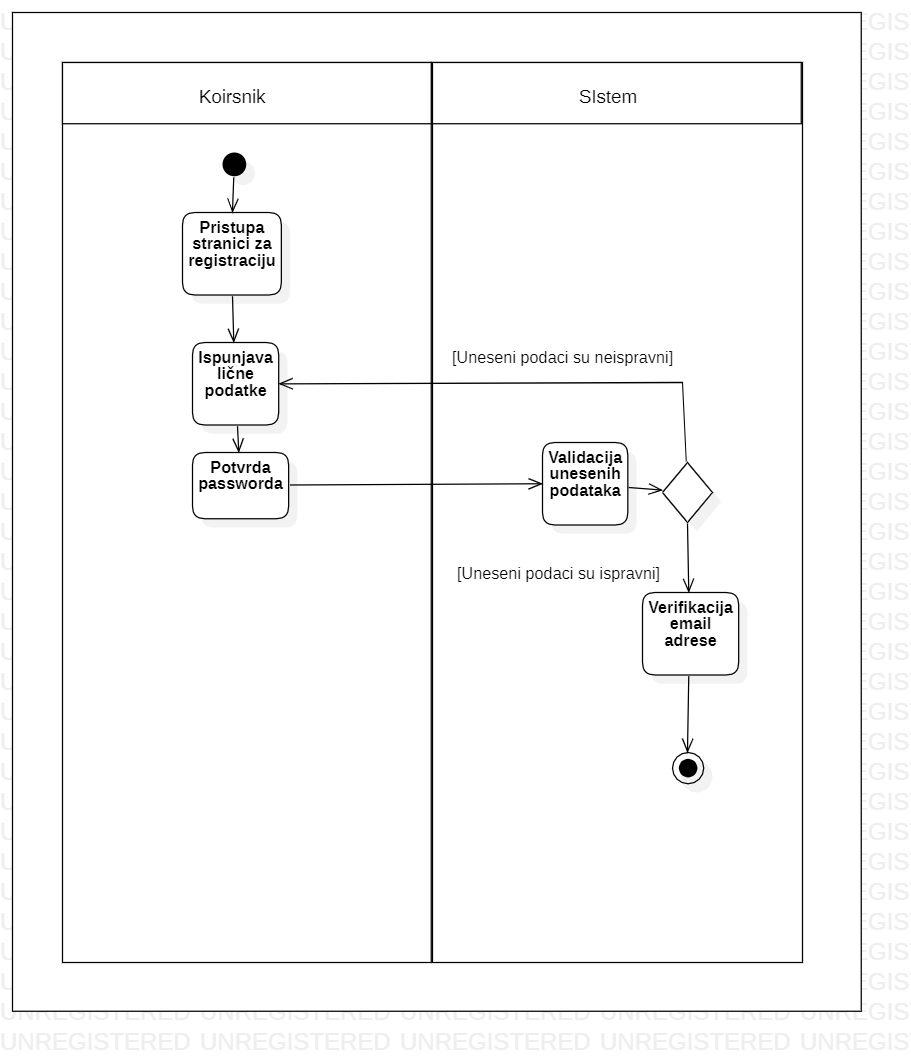 Koirsnik
SIstem
Pristupa
stranici za
registraciju
Ispunjava
lične
podatke
[Uneseni podaci su neispravni]
Potvrda
passworda
Validacija
unesenih
podataka
[Uneseni podaci su ispravni]
Verifikacija
email
adrese
UNREGISTERED UNREGISTERED UNREGISTERED UNREGISTERED UNREGIS